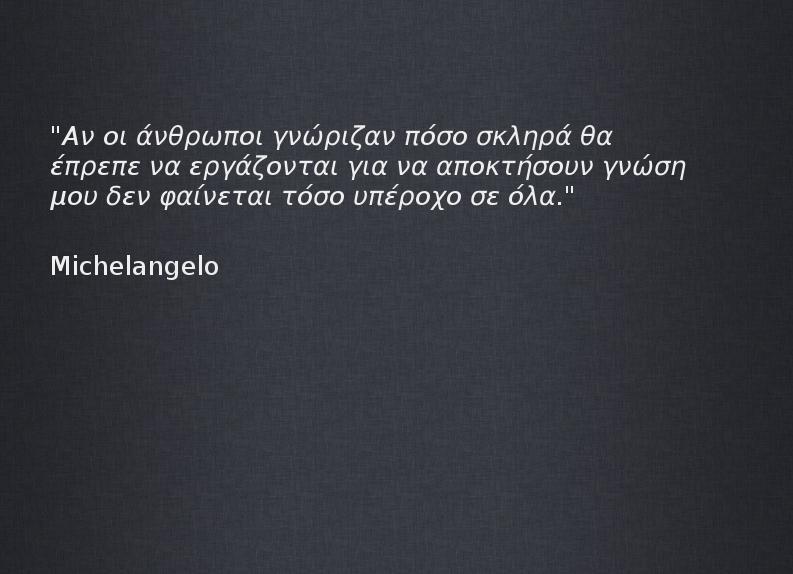 "Αν οι άνθρωποι γνώριζαν πόσο σκληρά θα
έπρεπε να εργάζονται για να αποκτήσουν γνώση
μου δεν φαίνεται τόσο υπέροχο σε όλα."
Michelangelo